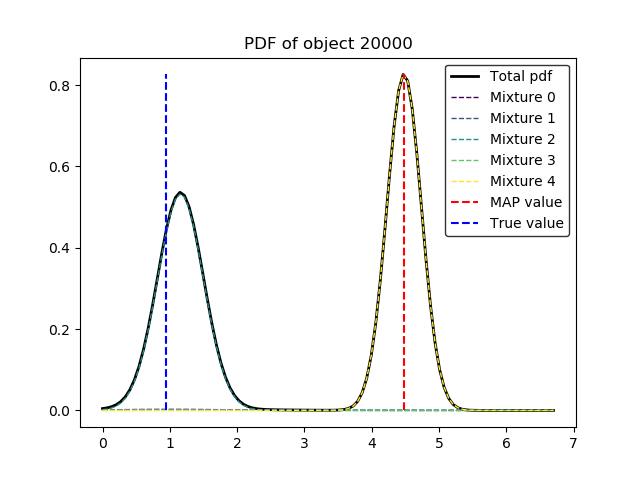 PDF of object 20000
Total pdf
Mixture 0
Mixture 1
Mixture 2
Mixture 3
Mixture 4
MAP value
True value
0.8
0.6
0.4
0.2
0.0
0 1 2 3 4 5 6 7